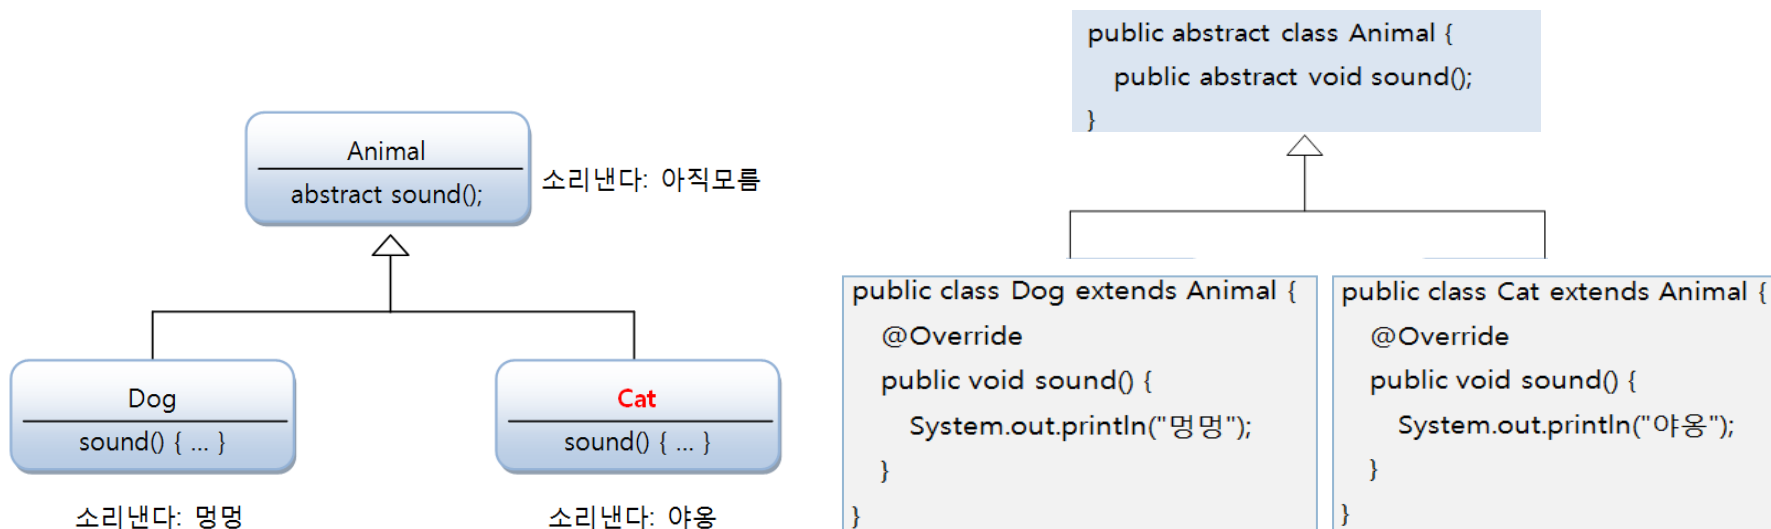 Animal
abstract sound();
소리낸다: 아직모름
Dog
sound() { ... }
소리낸다: 멍멍
Cat
sound() { ... }
소리낸다: 야옹
public abstract class Animal {
public abstract void sound();
}
public class Dog extends Animal {
@Override
public void sound() {
System.out.println("멍멍");
}
}
public class Cat extends Animal {
@Override
public void sound() {
System.out.println("야옹");
}
}